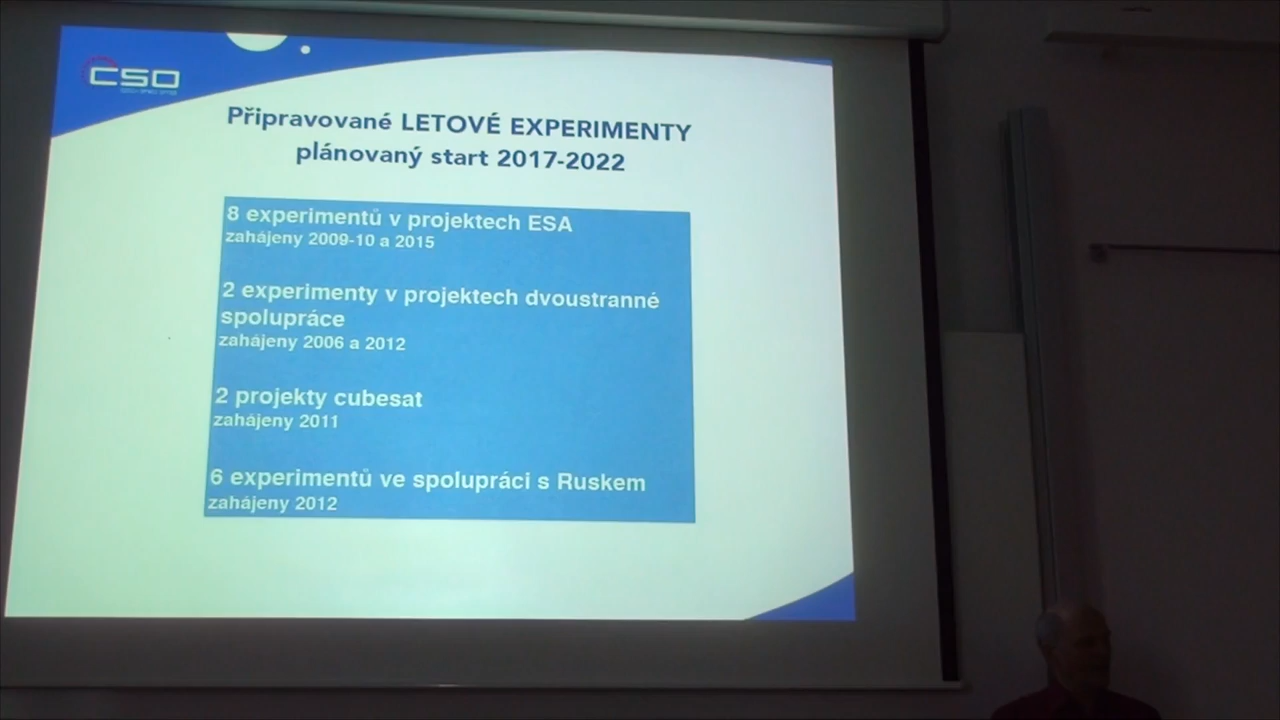 CSO
Připravované LETOVÉ EXPERIMENTY
plánovaný start 2017-2022
8 experimentů v projektech ESA
zahájeny 2009-10 a 2015
2 experimenty v projektech dvoustranné
spolupráce
zahájeny 2006 a 2012
2 projekty cubesat
zahájeny 2011
6 experimentů ve spolupráci s Ruskem
zahájeny 2012